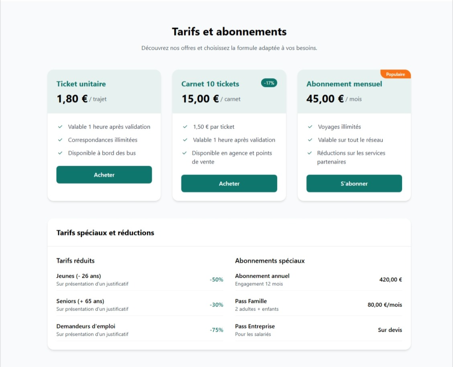 Tarifs et abonnements
Découvrez nos offres et choisissez la formule adaptée à vos besoins.
Ticket unitaire
1,80 € / trajet
Valable 1 heure après validation
Correspondances illimitées
Disponible à bord des bus
Acheter
Carnet 10 tickets
-17%
15,00 € / carnet
1,50 € par ticket
Valable 1 heure après validation
Disponible en agence et points
de vente
Acheter
Populaire
Abonnement mensuel
45,00 € / mois
Voyages illimités
Valable sur tout le réseau
Réductions sur les services
partenaires
S'abonner
Tarifs spéciaux et réductions
Tarifs réduits
Jeunes (- 26 ans)
Sur présentation d'un justificatif
-50%
Seniors (+ 65 ans)
Sur présentation d'un justificatif
-30%
Demandeurs d'emploi
Sur présentation d'un justificatif
-75%
Abonnements spéciaux
Abonnement annuel
Engagement 12 mois
420,00 €
Pass Famille
2 adultes + enfants
80,00 €/mois
Pass Entreprise
Pour les salariés
Sur devis